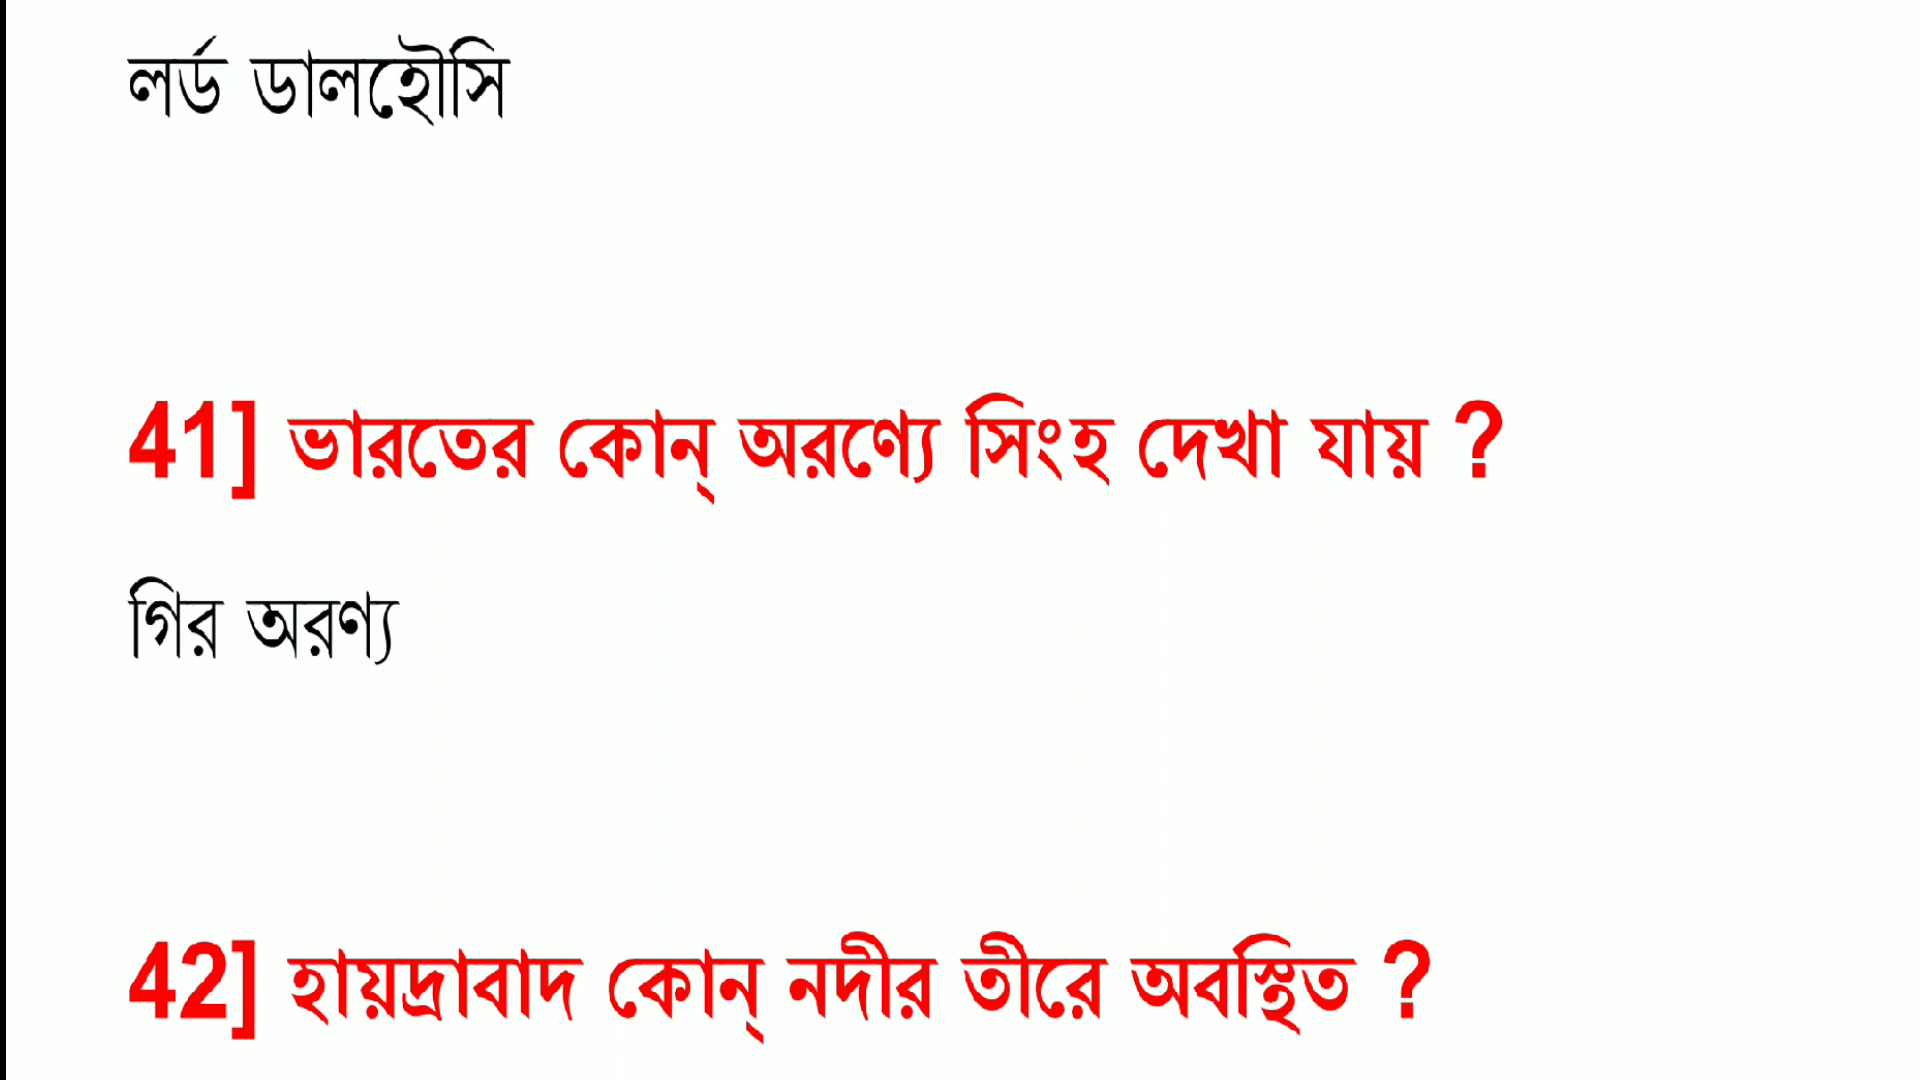 লর্ড ডালহৌসি
41] ভারতের কোন্ অরণ্যে সিংহ দেখা যায় ?
গির অরণ্য
42] হায়দ্রাবাদ কোন্ নদীর তীরে অবস্থিত ?